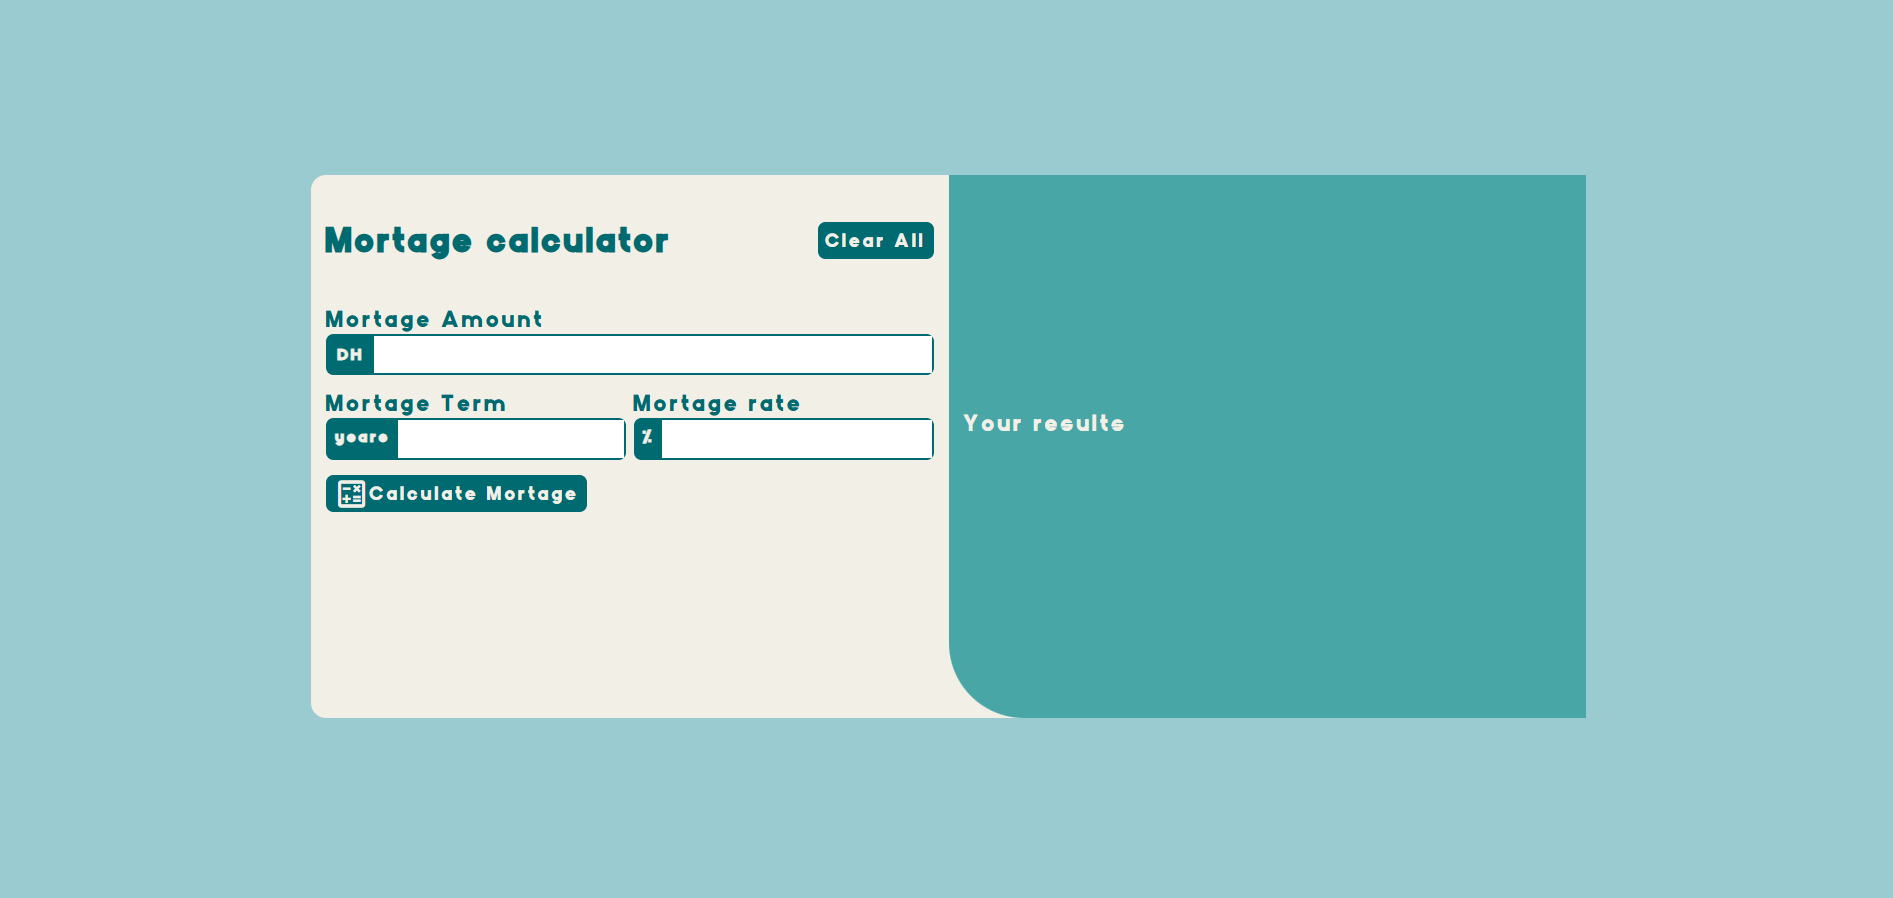 Mortage calculator
Clear All
Mortage Amount
DH
Mortage Term
Mortage rate
years
%
Calculate Mortage
Your results